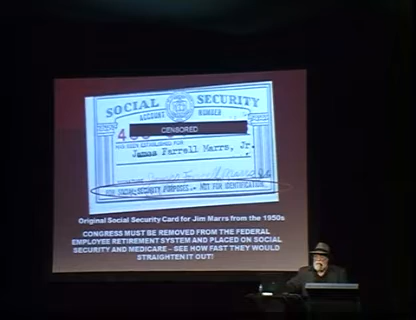 SOCIAL SECURITY
ACCOUNT NUMBER
CENSORED
HAS BEEN ESTABLISHED FOR
James Farrell Marrs, Jr.
FOR SOCIAL SECURITY PURPOSES - NOT FOR IDENTIFICATION
Original Social Security Card for Jim Marrs from the 1950s
CONGRESS MUST BE REMOVED FROM THE FEDERAL
EMPLOYEE RETIREMENT SYSTEM AND PLACED ON SOCIAL
SECURITY AND MEDICARE – SEE HOW FAST THEY WOULD
STRAIGHTEN IT OUT!